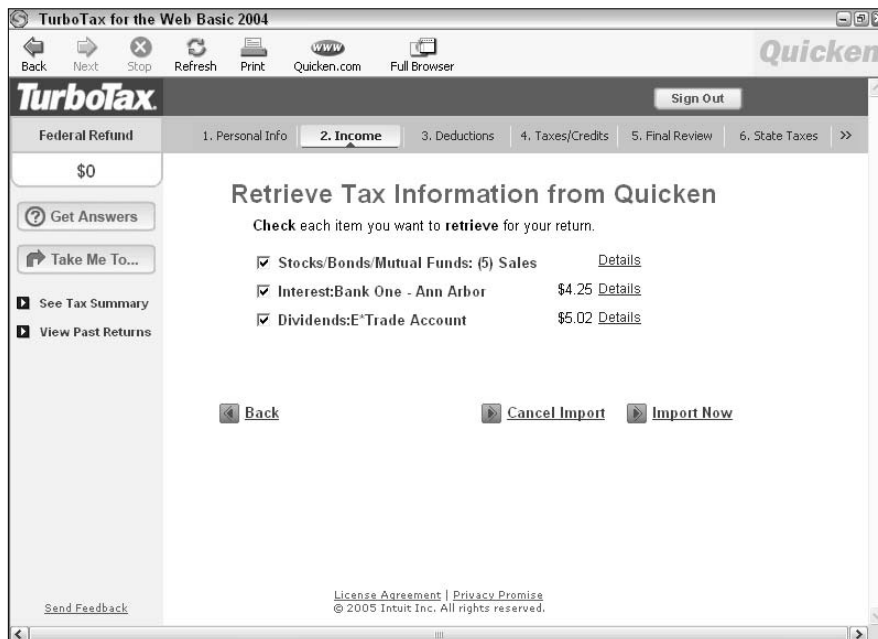 TurboTax for the Web Basic 2004
Back Next Stop Refresh Print Quicken.com Full Browser
www
Quicken
TurboTax.
Sign Out
Federal Refund
1. Personal Info 2. Income 3. Deductions 4. Taxes/Credits 5. Final Review 6. State Taxes >>
$0
Get Answers
Take Me To...
See Tax Summary
View Past Returns
Retrieve Tax Information from Quicken
Check each item you want to retrieve for your return.
Stocks/Bonds/Mutual Funds: (5) Sales Details
Interest:Bank One - Ann Arbor $4.25 Details
Dividends:E*Trade Account $5.02 Details
Back Cancel Import Import Now
Send Feedback
License Agreement | Privacy Promise
© 2005 Intuit Inc. All rights reserved.